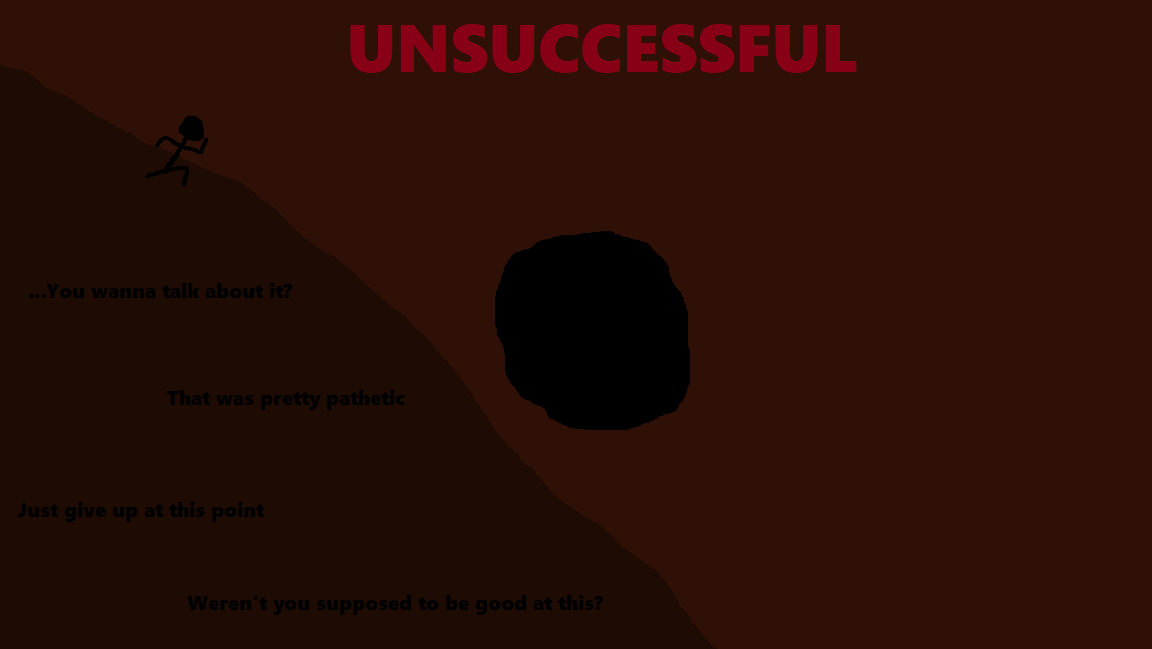 UNSUCCESSFUL
...You wanna talk about it?
That was pretty pathetic
Just give up at this point
Weren't you supposed to be good at this?